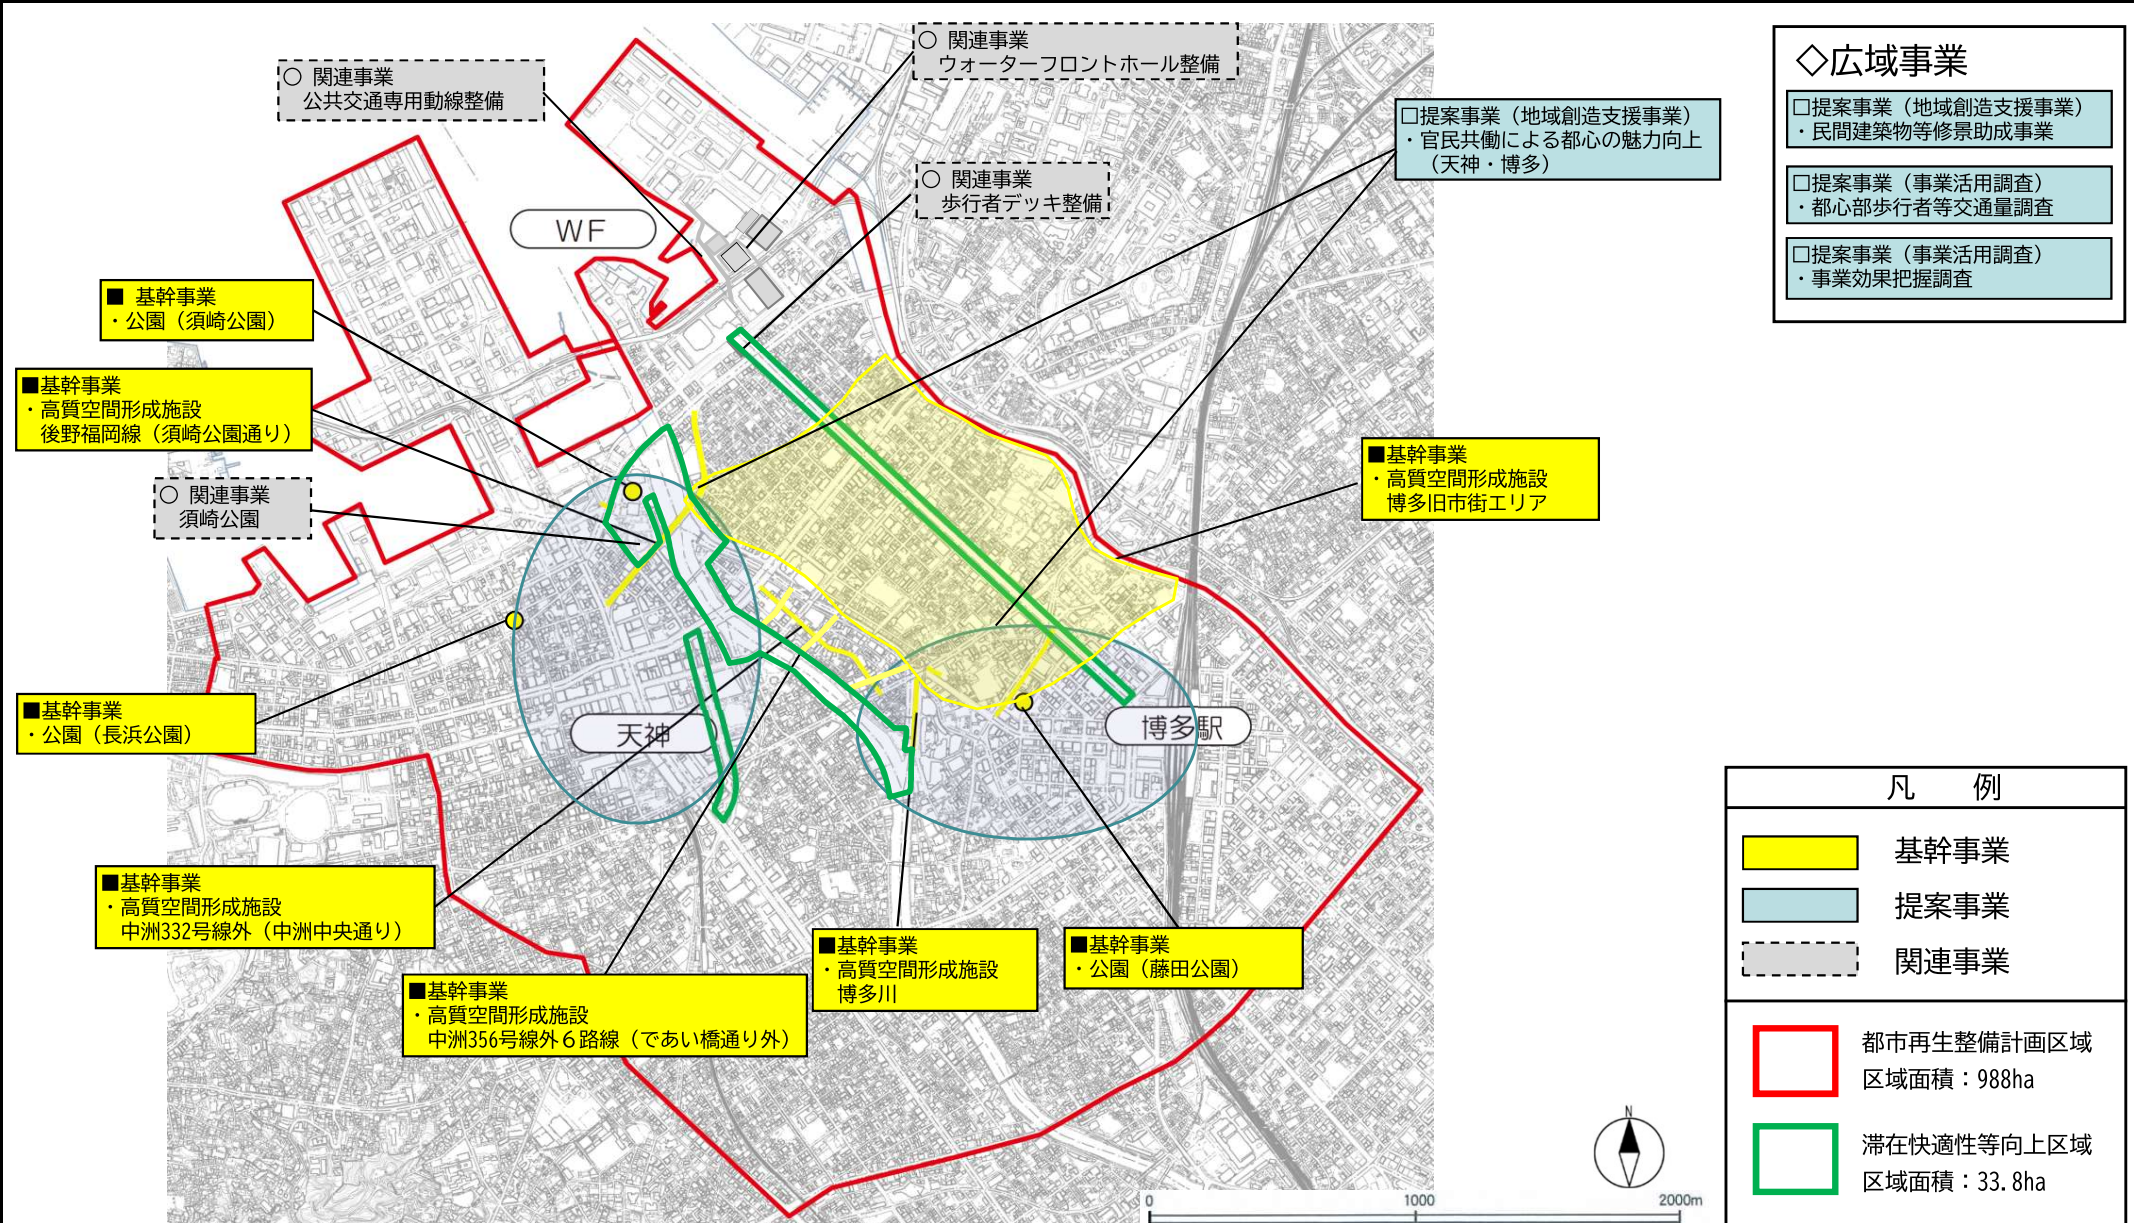 ○ 関連事業
ウォーターフロントホール整備
○ 関連事業
公共交通専用動線整備
◇広域事業
□提案事業（地域創造支援事業）
・民間建築物等修景助成事業
□提案事業（事業活用調査）
・都心部歩行者等交通量調査
□提案事業（事業活用調査）
・事業効果把握調査
□提案事業（地域創造支援事業）
・官民共働による都心の魅力向上
（天神・博多）
○ 関連事業
歩行者デッキ整備
WF
■ 基幹事業
・公園（須崎公園）
■基幹事業
・高質空間形成施設
後野福岡線（須崎公園通り）
○ 関連事業
須崎公園
■基幹事業
・高質空間形成施設
博多旧市街エリア
■基幹事業
・公園（長浜公園）
天神
博多駅
■基幹事業
・高質空間形成施設
中洲332号線外（中洲中央通り）
■基幹事業
・高質空間形成施設
中洲356号線外６路線（であい橋通り外）
■基幹事業
・高質空間形成施設
博多川
■基幹事業
・公園（藤田公園）
凡　例
基幹事業
提案事業
関連事業
都市再生整備計画区域
区域面積：988ha
滞在快適性等向上区域
区域面積：33.8ha
N
0 1000 2000m